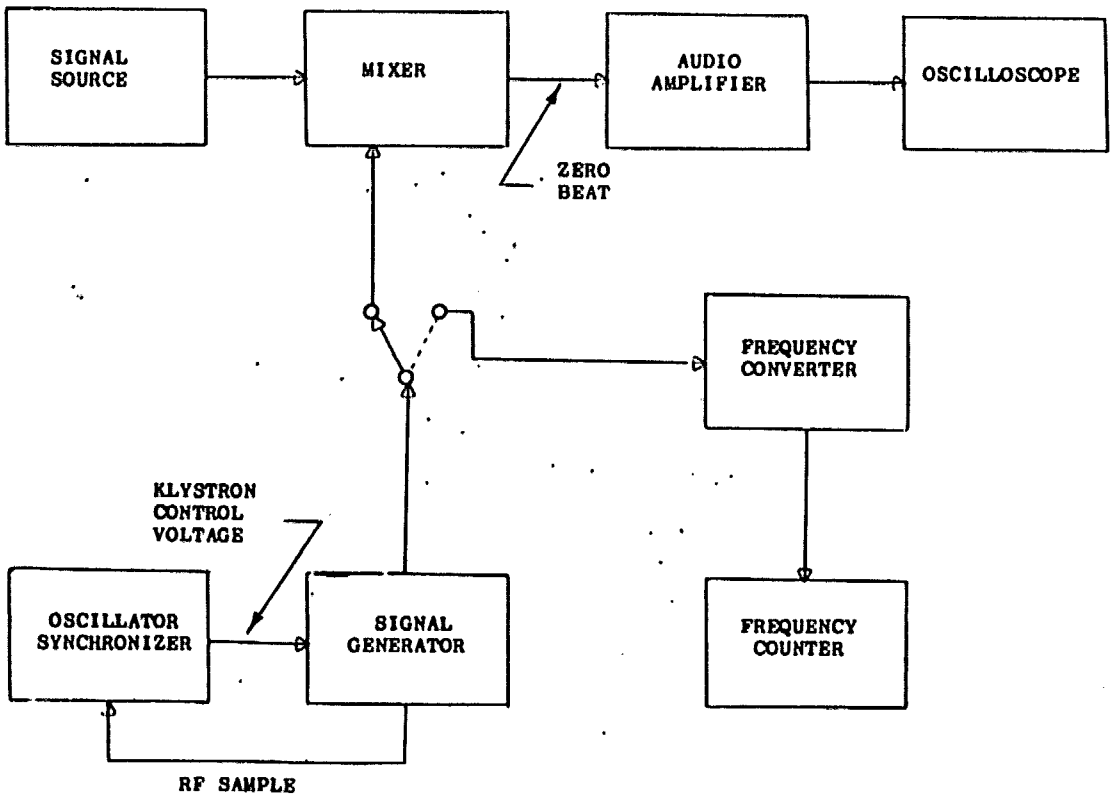 SIGNAL
SOURCE
MIXER
AUDIO
AMPLIFIER
OSCILLOSCOPE
ZERO
BEAT
FREQUENCY
CONVERTER
KLYSTRON
CONTROL
VOLTAGE
OSCILLATOR
SYNCHRONIZER
SIGNAL
GENERATOR
FREQUENCY
COUNTER
RF SAMPLE